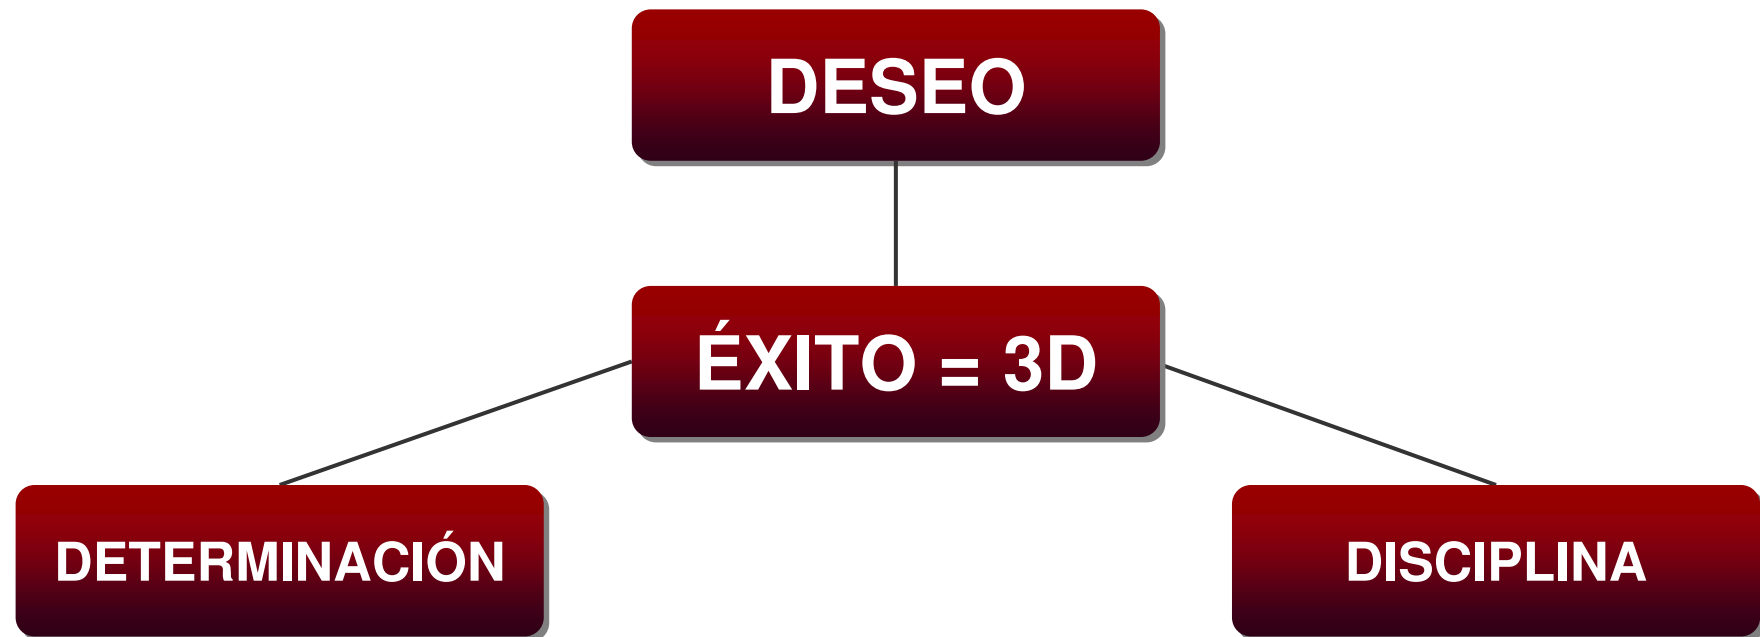 DESEO
ÉXITO = 3D
DETERMINACIÓN
DISCIPLINA